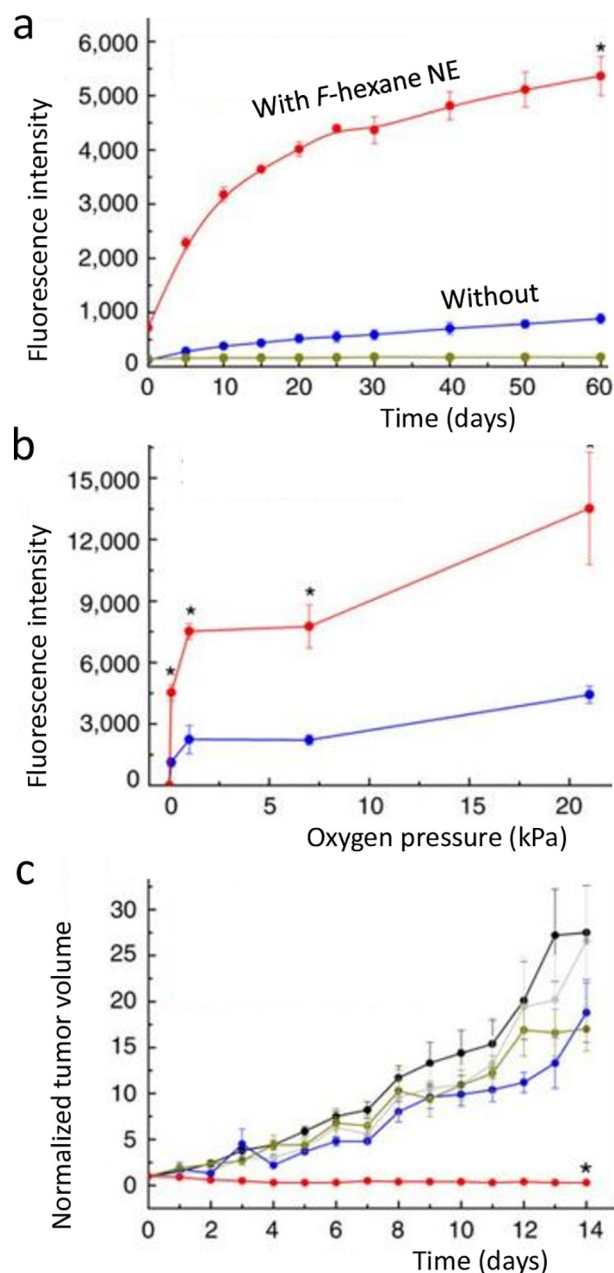 a
Fluorescence intensity
6,000
5,000
4,000
3,000
2,000
1,000
0
With F-hexane NE
*
Without
0 10 20 30 40 50 60
Time (days)
b
Fluorescence intensity
15,000
12,000
9,000
6,000
3,000
0
* * *
0 5 10 15 20
Oxygen pressure (kPa)
c
Normalized tumor volume
30
25
20
15
10
5
0
*
0 2 4 6 8 10 12 14
Time (days)